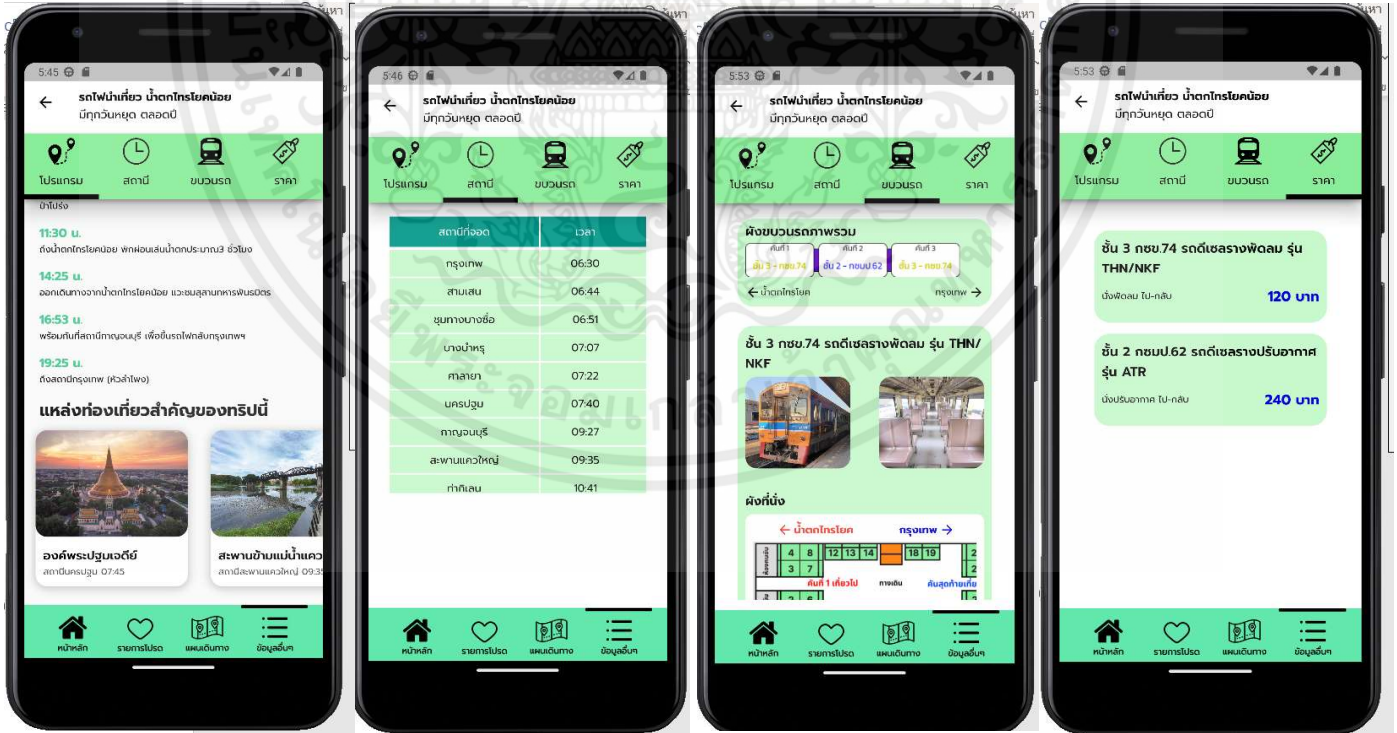 5:45
รถไฟนำเที่ยว น้ำตกไทรโยคน้อย
มีทุกวันหยุด ตลอดปี
โปรแกรม สถานี ขบวนรถ ราคา
ป่าโปร่ง
11:30 น.
ถึงน้ำตกไทรโยคน้อย พักผ่อนเล่นน้ำตกประมาณ3 ชั่วโมง
14:25 น.
ออกเดินทางจากน้ำตกไทรโยคน้อย แวะชมสุสานทหารพันธมิตร
16:53 น.
พร้อมกันที่สถานีกาญจนบุรี เพื่อขึ้นรถไฟกลับกรุงเทพฯ
19:25 น.
ถึงสถานีกรุงเทพ (หัวลำโพง)
แหล่งท่องเที่ยวสำคัญของทริปนี้
องค์พระปฐมเจดีย์
สถานีนครปฐม 07:45
สะพานข้ามแม่น้ำแคว
สถานีสะพานแควใหญ่ 09:35
หน้าหลัก รายการโปรด แผนเดินทาง ข้อมูลอื่นๆ
5:46
รถไฟนำเที่ยว น้ำตกไทรโยคน้อย
มีทุกวันหยุด ตลอดปี
โปรแกรม สถานี ขบวนรถ ราคา
สถานีที่จอด เวลา
กรุงเทพ 06:30
สามเสน 06:44
ชุมทางบางซื่อ 06:51
บางบำหรุ 07:07
ศาลายา 07:22
นครปฐม 07:40
กาญจนบุรี 09:27
สะพานแควใหญ่ 09:35
ท่ากิเลน 10:41
หน้าหลัก รายการโปรด แผนเดินทาง ข้อมูลอื่นๆ
5:53
รถไฟนำเที่ยว น้ำตกไทรโยคน้อย
มีทุกวันหยุด ตลอดปี
โปรแกรม สถานี ขบวนรถ ราคา
ผังขบวนรถภาพรวม
คันที่ 1 คันที่ 2 คันที่ 3
ชั้น 3 - กซข.74 ชั้น 2 - กซมป.62 ชั้น 3 - กซข.74
← น้ำตกไทรโยค กรุงเทพ →
ชั้น 3 กซข.74 รถดีเซลรางพัดลม รุ่น THN/
NKF
ผังที่นั่ง
← น้ำตกไทรโยค กรุงเทพ →
4 8 12 13 14 18 19 2
3 7 2
คันที่ 1 เที่ยวไป ทางเดิน คันสุดท้ายเที่ย
หน้าหลัก รายการโปรด แผนเดินทาง ข้อมูลอื่นๆ
5:53
รถไฟนำเที่ยว น้ำตกไทรโยคน้อย
มีทุกวันหยุด ตลอดปี
โปรแกรม สถานี ขบวนรถ ราคา
ชั้น 3 กซข.74 รถดีเซลรางพัดลม รุ่น
THN/NKF
นั่งพัดลม ไป-กลับ 120 บาท
ชั้น 2 กซมป.62 รถดีเซลรางปรับอากาศ
รุ่น ATR
นั่งปรับอากาศ ไป-กลับ 240 บาท
หน้าหลัก รายการโปรด แผนเดินทาง ข้อมูลอื่นๆ